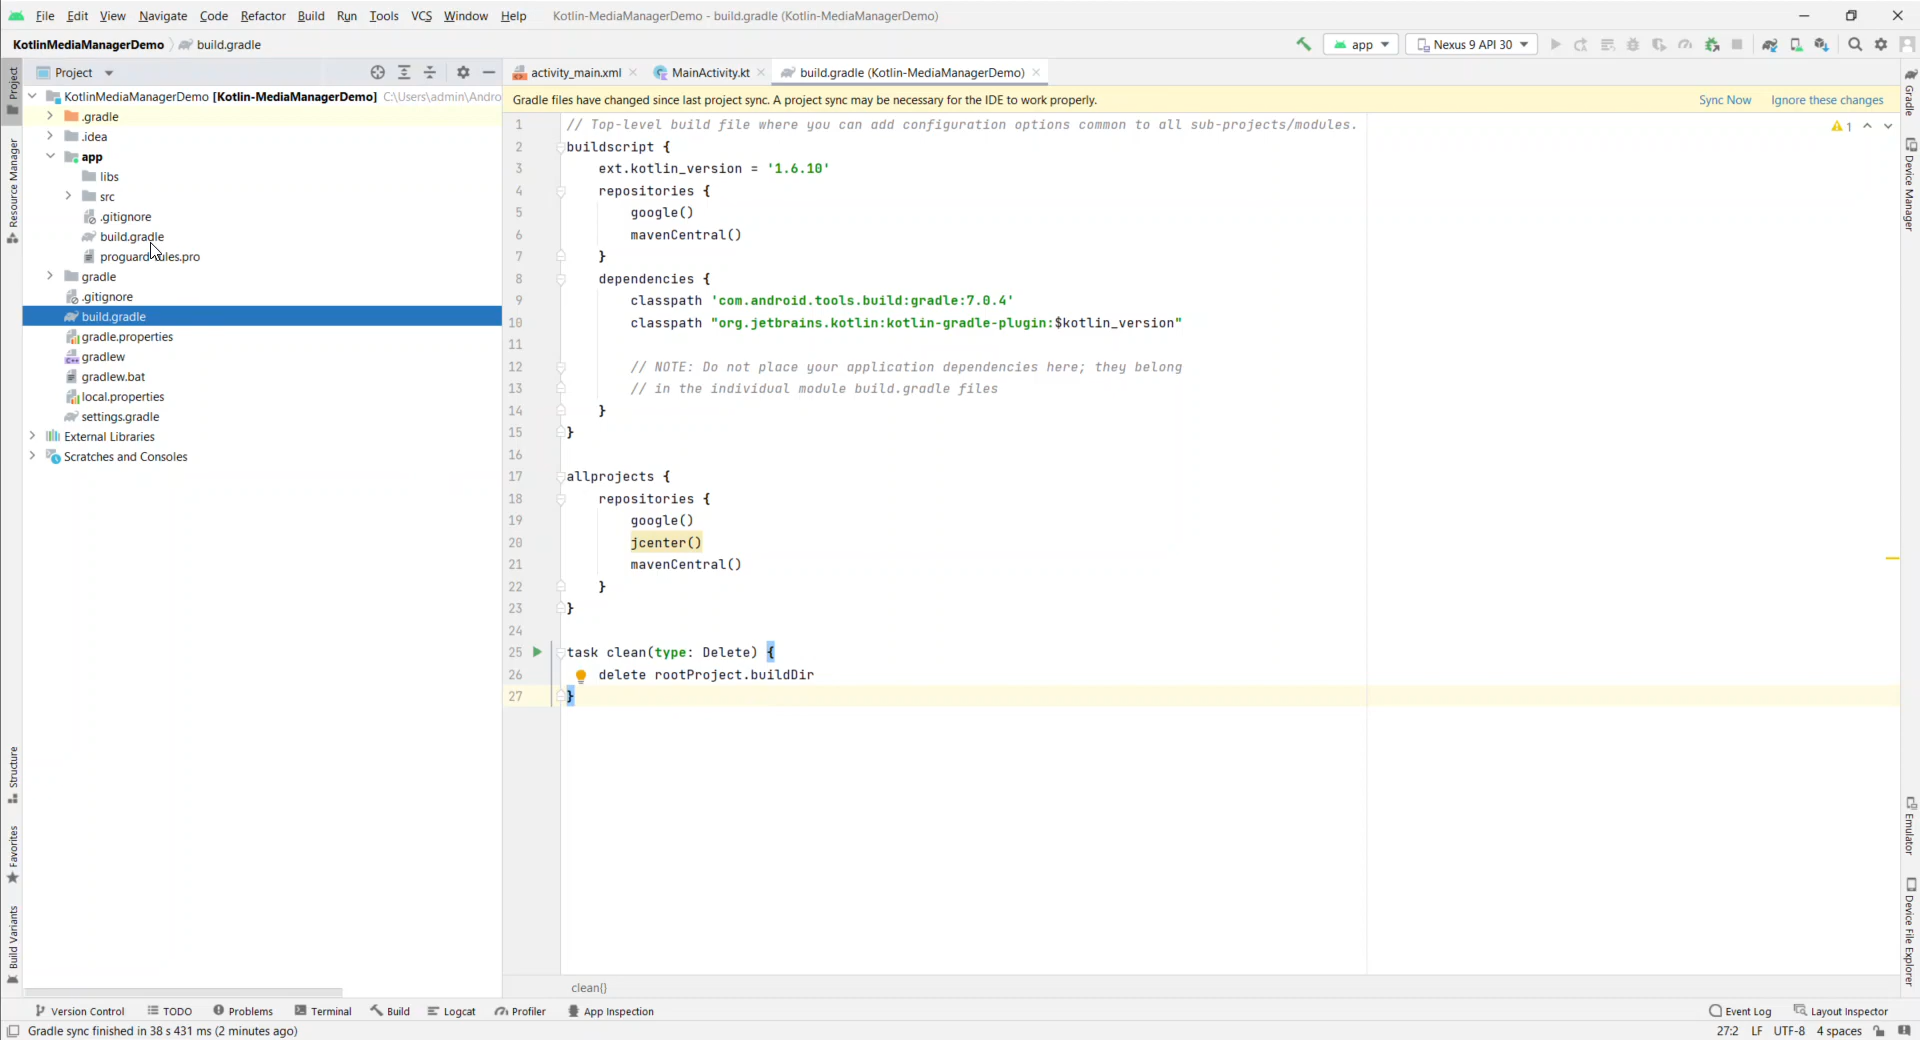 File Edit View Navigate Code Refactor Build Run Tools VCS Window Help Kotlin-MediaManagerDemo - build.gradle (Kotlin-MediaManagerDemo)
KotlinMediaManagerDemo build.gradle app Nexus 9 API 30
Project
activity_main.xml MainActivity.kt build.gradle (Kotlin-MediaManagerDemo)
Gradle files have changed since last project sync. A project sync may be necessary for the IDE to work properly. Sync Now Ignore these changes
Project
Resource Manager
Structure
Favorites
Build Variants
KotlinMediaManagerDemo [Kotlin-MediaManagerDemo] C:\Users\admin\Andro
.gradle
.idea
app
libs
src
.gitignore
build.gradle
proguard
les.pro
gradle
.gitignore
build.gradle
gradle.properties
gradlew
gradlew.bat
local.properties
settings.gradle
External Libraries
Scratches and Consoles
1 // Top-level build file where you can add configuration options common to all sub-projects/modules.
2 buildscript {
3 ext.kotlin_version = '1.6.10'
4 repositories {
5 google()
6 mavenCentral()
7 }
8 dependencies {
9 classpath 'com.android.tools.build:gradle:7.0.4'
10 classpath "org.jetbrains.kotlin:kotlin-gradle-plugin:$kotlin_version"
11
12 // NOTE: Do not place your application dependencies here; they belong
13 // in the individual module build.gradle files
14 }
15 }
16
17 allprojects {
18 repositories {
19 google()
20 jcenter()
21 mavenCentral()
22 }
23 }
24
25 task clean(type: Delete) {
26 delete rootProject.buildDir
27 }
1
clean{}
Gradle
Device Manager
Emulator
Device File Explorer
Version Control TODO Problems Terminal Build Logcat Profiler App Inspection Event Log Layout Inspector
Gradle sync finished in 38 s 431 ms (2 minutes ago) 27:2 LF UTF-8 4 spaces